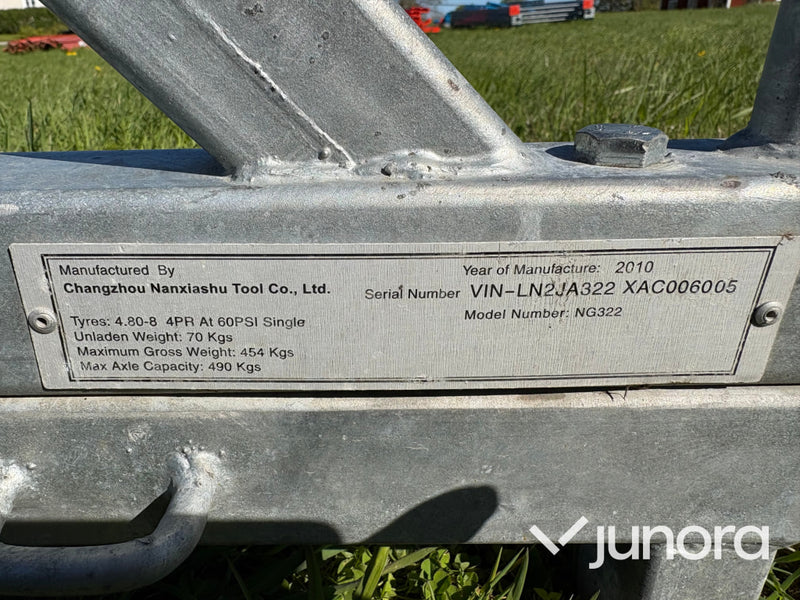 Manufactured By
Changzhou Nanxiashu Tool Co., Ltd.
Tyres: 4.80-8 4PR At 60PSI Single
Unladen Weight: 70 Kgs
Maximum Gross Weight: 454 Kgs
Max Axle Capacity: 490 Kgs
Year of Manufacture: 2010
Serial Number VIN-LN2JA322 XAC006005
Model Number: NG322
junora